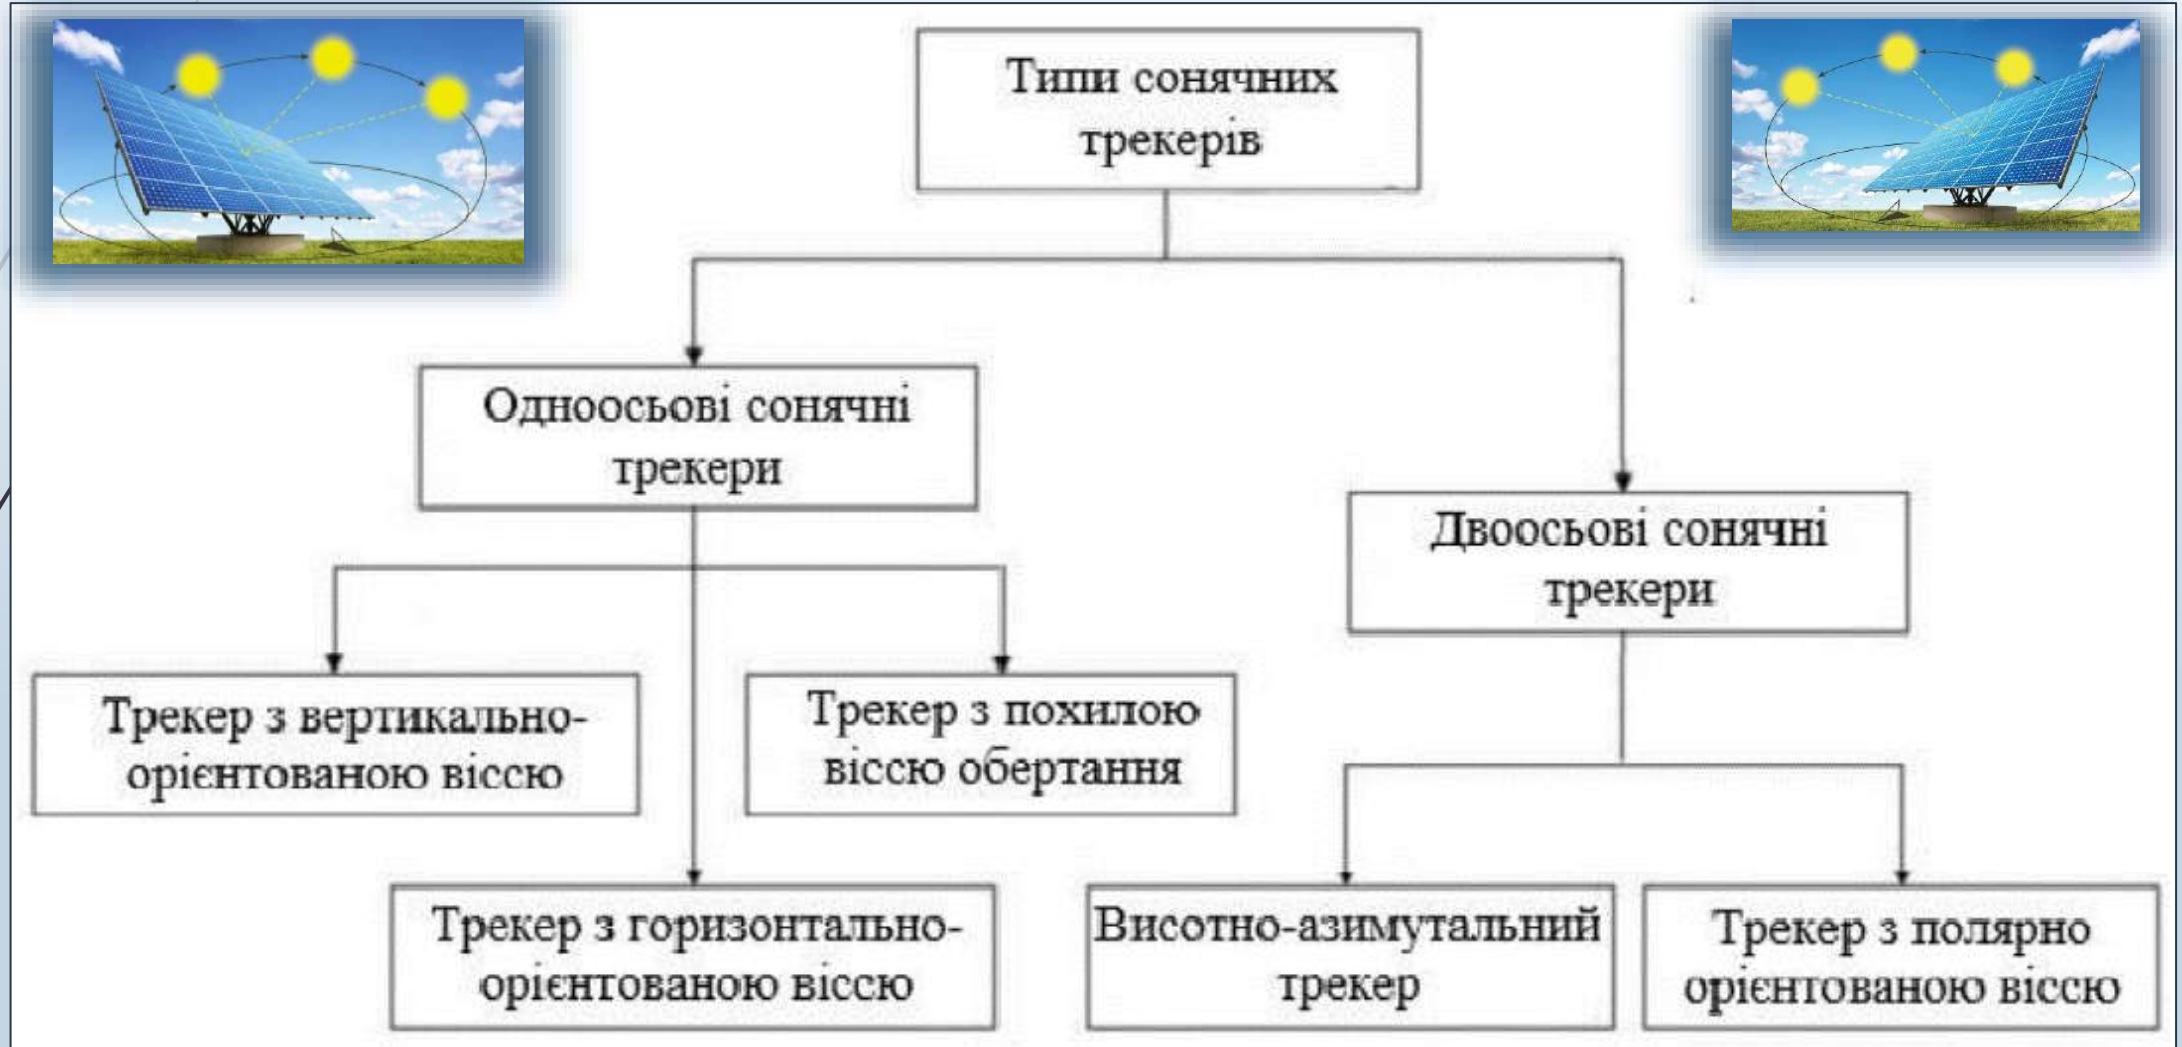 Типи сонячних
трекерів
Одноосьові сонячні
трекери
Двоосьові сонячні
трекери
Трекер з вертикально-
орієнтованою віссю
Трекер з похилою
віссю обертання
Трекер з горизонтально-
орієнтованою віссю
Висотно-азимутальний
трекер
Трекер з полярно
орієнтованою віссю